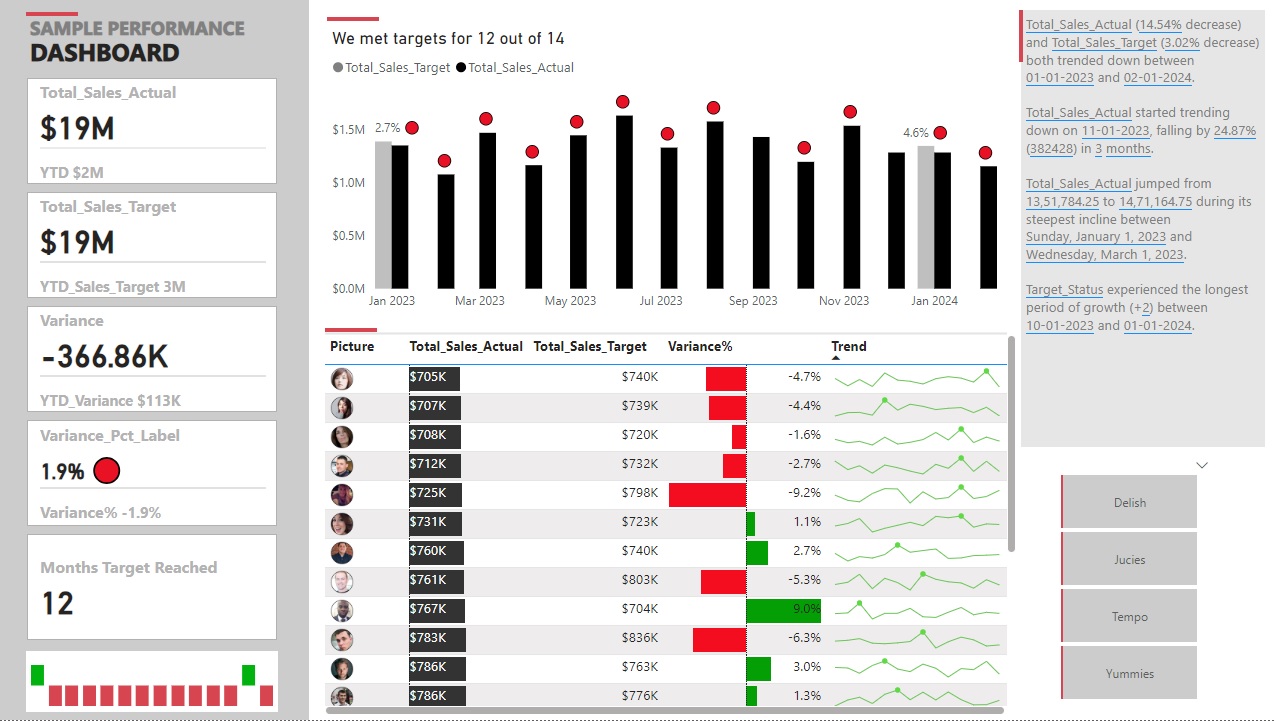 SAMPLE PERFORMANCE
DASHBOARD
Total_Sales_Actual
$19M
YTD $2M
Total_Sales_Target
$19M
YTD_Sales_Target 3M
Variance
-366.86K
YTD_Variance $113K
Variance_Pct_Label
1.9%
Variance% -1.9%
Months Target Reached
12
We met targets for 12 out of 14
Total_Sales_Target Total_Sales_Actual
$1.5M
$1.0M
$0.5M
$0.0M
2.7%
4.6%
Jan 2023 Mar 2023 May 2023 Jul 2023 Sep 2023 Nov 2023 Jan 2024
Picture Total_Sales_Actual Total_Sales_Target Variance% Trend
$705K $740K -4.7%
$707K $739K -4.4%
$708K $720K -1.6%
$712K $732K -2.7%
$725K $798K -9.2%
$731K $723K 1.1%
$760K $740K 2.7%
$761K $803K -5.3%
$767K $704K 9.0%
$783K $836K -6.3%
$786K $763K 3.0%
$786K $776K 1.3%
Total_Sales_Actual (14.54% decrease)
and Total_Sales_Target (3.02% decrease)
both trended down between
01-01-2023 and 02-01-2024.
Total_Sales_Actual started trending
down on 11-01-2023, falling by 24.87%
(382428) in 3 months.
Total_Sales_Actual jumped from
13,51,784.25 to 14,71,164.75 during its
steepest incline between
Sunday, January 1, 2023 and
Wednesday, March 1, 2023.
Target_Status experienced the longest
period of growth (+2) between
10-01-2023 and 01-01-2024.
Delish
Jucies
Tempo
Yummies